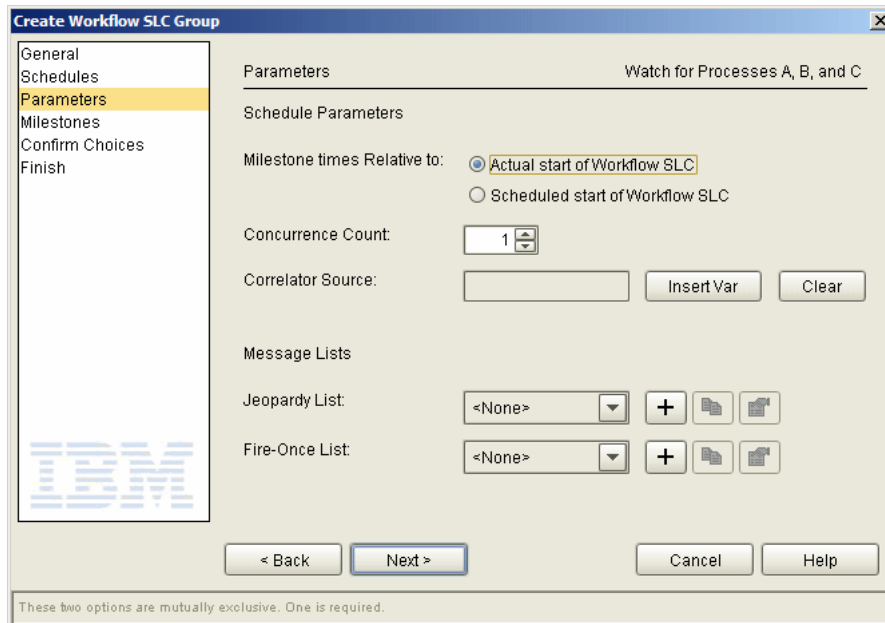 Create Workflow SLC Group
General
Schedules
Parameters
Milestones
Confirm Choices
Finish
IBM
Parameters Watch for Processes A, B, and C
Schedule Parameters
Milestone times Relative to: Actual start of Workflow SLC
Scheduled start of Workflow SLC
Concurrence Count: 1
Correlator Source: Insert Var Clear
Message Lists
Jeopardy List: <None> +
Fire-Once List: <None> +
< Back Next > Cancel Help
These two options are mutually exclusive. One is required.